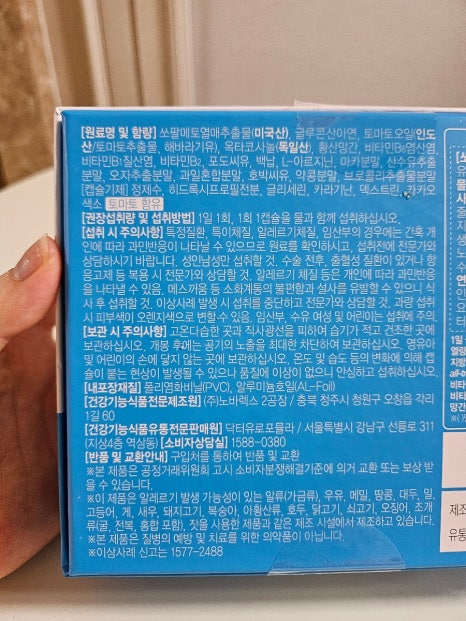 [원료명 및 함량] 쏘팔메토열매추출물(미국산), 글루콘산아연, 토마토오일(인도
산/토마토추출물, 해바라기유), 옥타코사놀(독일산), 황산망간, 비타민B₆염산염,
비타민B₁질산염, 비타민B₂, 포도씨유, 백납, L-아르지닌, 마카분말, 산수유추출
분말, 오자추출분말, 과일혼합분말, 호박씨유, 약콩분말, 브로콜리추출물분말
[캡슐기제] 정제수, 히드록시프로필전분, 글리세린, 카라기난, 덱스트린, 카카오
색소 토마토 함유
[권장섭취량 및 섭취방법] 1일 1회, 1회 1캡슐을 물과 함께 섭취하십시오.
[섭취 시 주의사항] 특정질환, 특이체질, 알레르기체질, 임산부의 경우에는 간혹 개
인에 따라 과민반응이 나타날 수 있으므로 원료를 확인하시고, 섭취전에 전문가와
상담하시기 바랍니다. 성인남성만 섭취할 것. 수술 전후, 출혈성 질환이 있거나 항
응고제 등 복용 시 전문가와 상담할 것. 알레르기 체질 등은 개인에 따라 과민반응
을 나타낼 수 있음. 메스꺼움 등 소화계통의 불편함과 설사를 유발할 수 있으니 식
사 후 섭취할 것. 이상사례 발생 시 섭취를 중단하고 전문가와 상담할 것. 과량 섭취
시 피부색이 오렌지색으로 변할 수 있음. 임산부, 수유 여성 및 어린이는 섭취에 주의.
[보관 시 주의사항] 고온다습한 곳과 직사광선을 피하여 습기가 적고 건조한 곳에
보관하십시오. 개봉 후에는 공기의 노출을 최대한 차단하여 보관하십시오. 영유아
및 어린이의 손에 닿지 않는 곳에 보관하십시오. 온도 및 습도 등의 변화에 의해 캡
슐이 붙는 현상이 발생될 수 있으나 품질에 이상이 없으니 안심하고 섭취하십시오.
[내포장재질] 폴리염화비닐(PVC), 알루미늄호일(AL-Foil)
[건강기능식품전문제조원] (주)노바렉스 2공장 / 충북 청주시 청원구 오창읍 각리
1길 60
[건강기능식품유통전문판매원] 닥터유로포뮬라 / 서울특별시 강남구 선릉로 311
(지상4층 역삼동) [소비자상담실] 1588-0380
[반품 및 교환안내] 구입처를 통하여 반품 및 교환
※본 제품은 공정거래위원회 고시 소비자분쟁해결기준에 의거 교환 또는 보상 받
을 수 있습니다.
※이 제품은 알레르기 발생 가능성이 있는 알류(가금류), 우유, 메밀, 땅콩, 대두, 밀,
고등어, 게, 새우, 돼지고기, 복숭아, 아황산류, 호두, 닭고기, 쇠고기, 오징어, 조개
류(굴, 전복, 홍합 포함), 잣을 사용한 제품과 같은 제조 시설에서 제조하고 있습니다.
※본 제품은 질병의 예방 및 치료를 위한 의약품이 아닙니다.
※이상사례 신고는 1577-2488
1일
열량
지방
비타
비타
망간
제조
유통